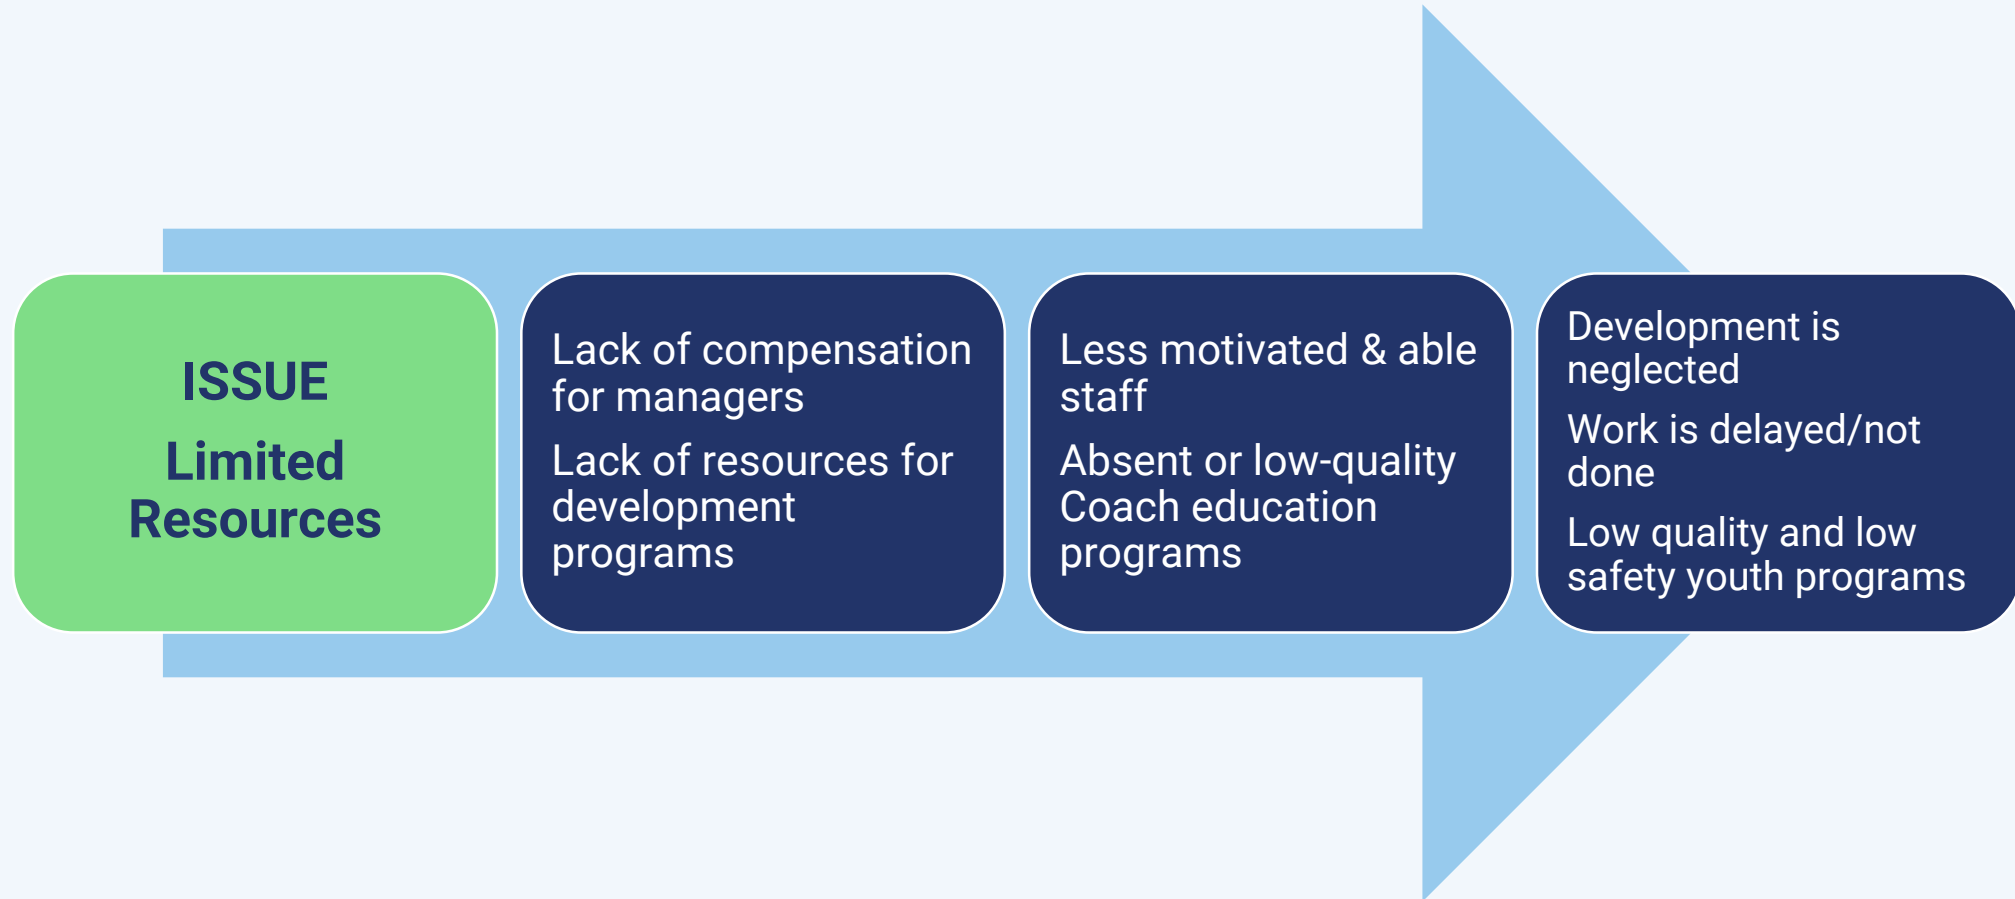 ISSUE
Limited
Resources
Lack of compensation
for managers
Lack of resources for
development
programs
Less motivated & able
staff
Absent or low-quality
Coach education
programs
Development is
neglected
Work is delayed/not
done
Low quality and low
safety youth programs